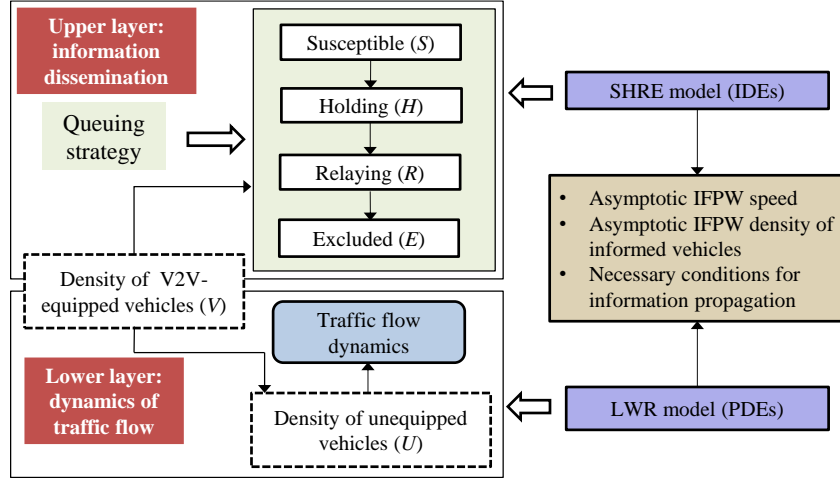 Upper layer:
information
dissemination
Queuing
strategy
Susceptible (S)
Holding (H)
Relaying (R)
Excluded (E)
SHRE model (IDEs)
• Asymptotic IFPW speed
• Asymptotic IFPW density of
informed vehicles
• Necessary conditions for
information propagation
Density of V2V-
equipped vehicles (V)
Traffic flow
dynamics
Lower layer:
dynamics of
traffic flow
Density of unequipped
vehicles (U)
LWR model (PDEs)